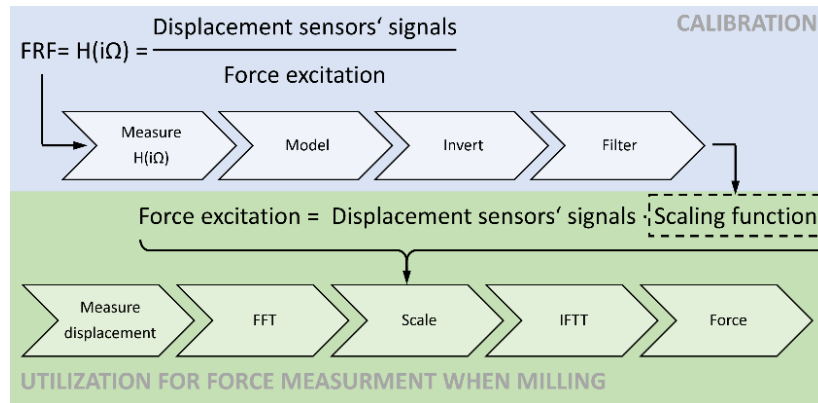 CALIBRATION
Displacement sensors‘ signals
FRF= H(iΩ) =
Force excitation
Measure
H(iΩ)
Model
Invert
Filter
Force excitation = Displacement sensors‘ signals · Scaling function
Measure
displacement
FFT
Scale
IFTT
Force
UTILIZATION FOR FORCE MEASURMENT WHEN MILLING